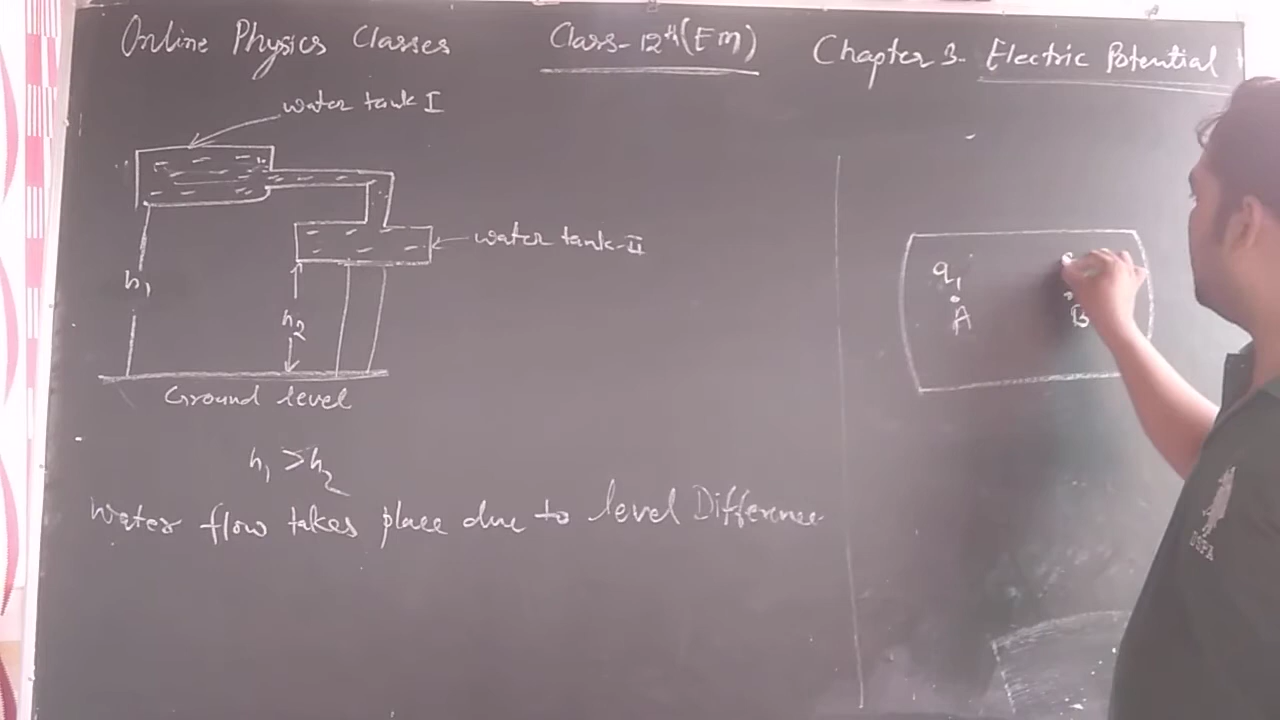 Online Physics Classes
Class-12th(EM)
Chapter 3- Electric Potential
water tank I
water tank-II
h1
h2
Ground level
h1 > h2
Water flow takes place due to level Difference
q1
A
B